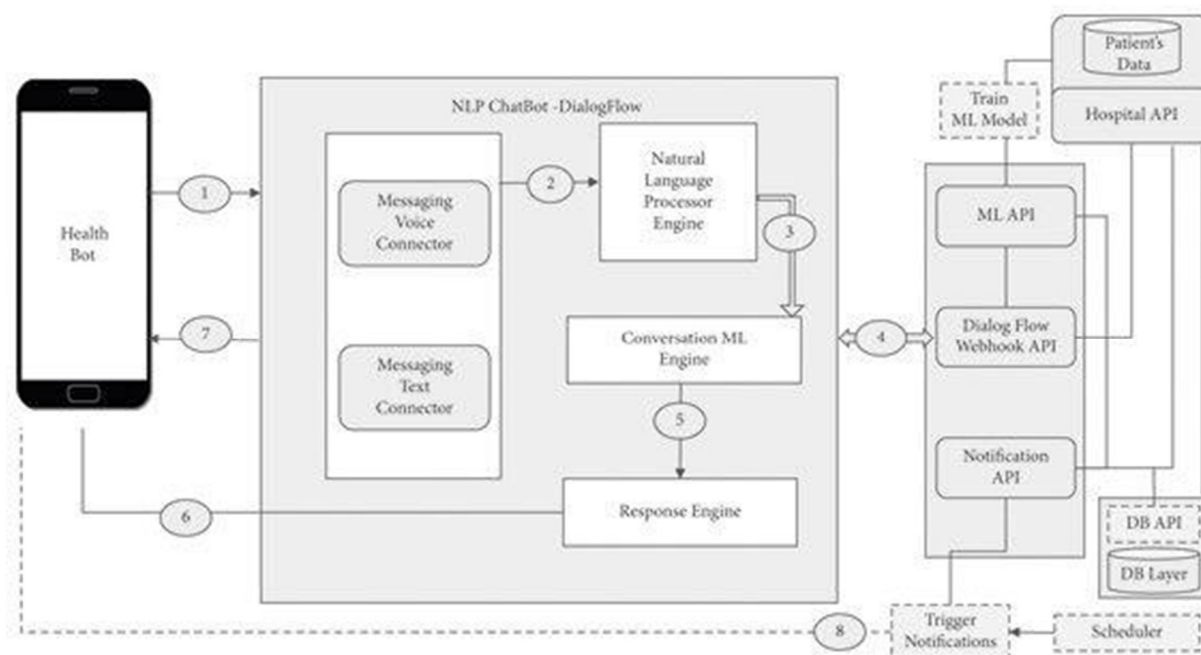 Health
Bot
1
7
6
NLP ChatBot -DialogFlow
Messaging
Voice
Connector
Messaging
Text
Connector
2
Natural
Language
Processor
Engine
3
Conversation ML
Engine
5
Response Engine
4
Patient's
Data
Hospital API
Train
ML Model
ML API
Dialog Flow
Webhook API
Notification
API
DB API
DB Layer
8
Trigger
Notifications
Scheduler